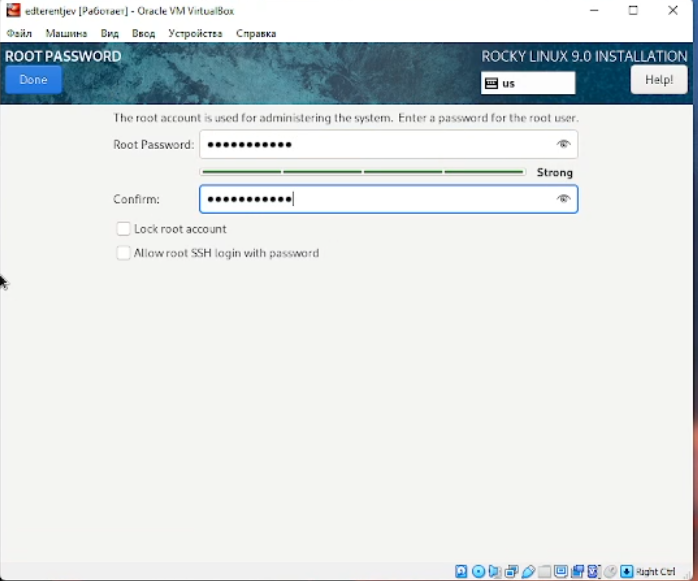 edterentjev [Работает] - Oracle VM VirtualBox
Файл Машина Вид Ввод Устройства Справка
ROOT PASSWORD
ROCKY LINUX 9.0 INSTALLATION
Done
us
Help!
The root account is used for administering the system. Enter a password for the root user.
Root Password: •••••••••••
Strong
Confirm: •••••••••••
Lock root account
Allow root SSH login with password
Right Ctrl